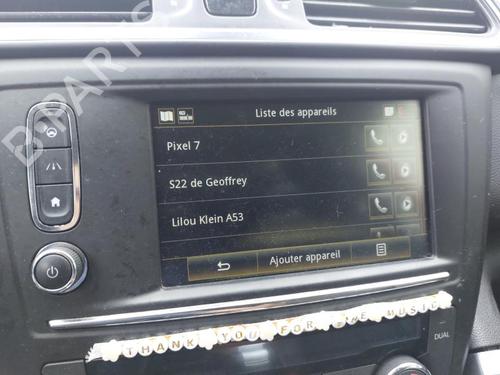 B PARTS
Liste des appareils
Pixel 7
S22 de Geoffrey
Lilou Klein A53
Ajouter appareil
THANK YOU FOR THE MUSIC
DUAL